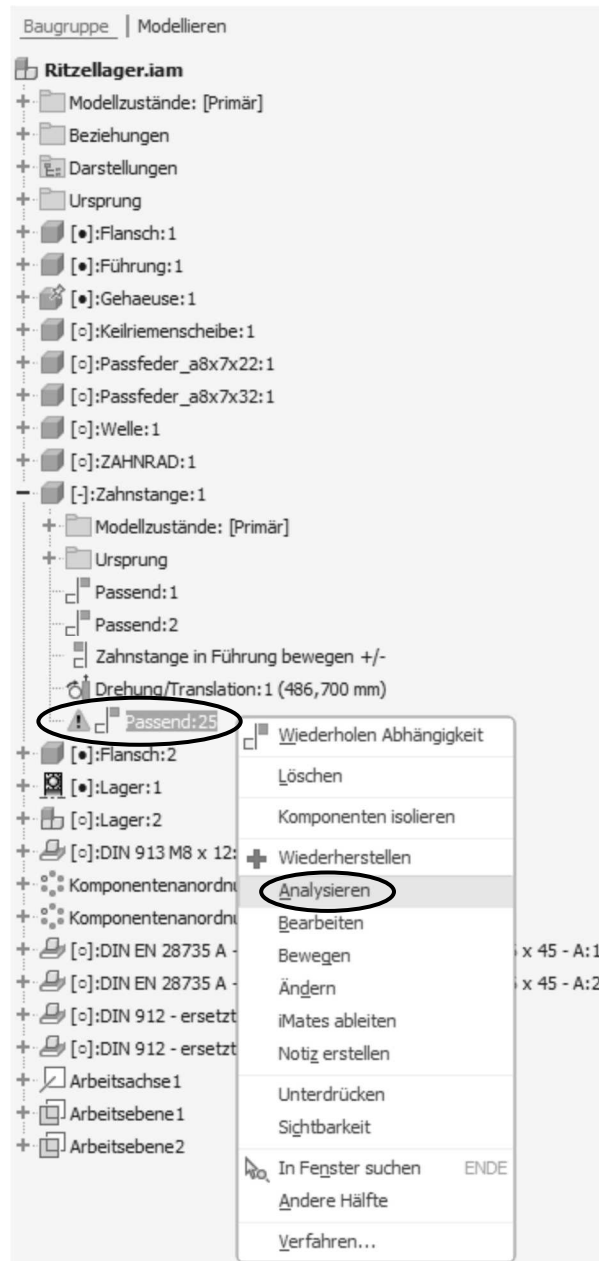 Baugruppe | Modellieren
Ritzellager.iam
Modellzustände: [Primär]
Beziehungen
Darstellungen
Ursprung
[●]:Flansch:1
[●]:Führung:1
[●]:Gehaeuse:1
[○]:Keilriemenscheibe:1
[○]:Passfeder_a8x7x22:1
[○]:Passfeder_a8x7x32:1
[○]:Welle:1
[○]:ZAHNRAD:1
[-]:Zahnstange:1
Modellzustände: [Primär]
Ursprung
Passend:1
Passend:2
Zahnstange in Führung bewegen +/-
Drehung/Translation:1 (486,700 mm)
Passend:25
[●]:Flansch:2
[●]:Lager:1
[○]:Lager:2
[○]:DIN 913 M8 x 12:
Komponentenanordnu
Komponentenanordnu
[○]:DIN EN 28735 A - x 45 - A:1
[○]:DIN EN 28735 A - x 45 - A:2
[○]:DIN 912 - ersetzt
[○]:DIN 912 - ersetzt
Arbeitsachse1
Arbeitsebene1
Arbeitsebene2
Wiederholen Abhängigkeit
Löschen
Komponenten isolieren
Wiederherstellen
Analysieren
Bearbeiten
Bewegen
Ändern
iMates ableiten
Notiz erstellen
Unterdrücken
Sichtbarkeit
In Fenster suchen ENDE
Andere Hälfte
Verfahren...